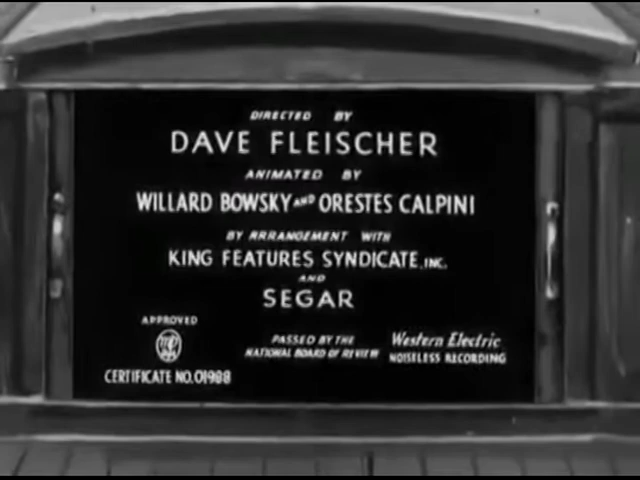 DIRECTED BY
DAVE FLEISCHER
ANIMATED BY
WILLARD BOWSKY AND ORESTES CALPINI
BY ARRANGEMENT WITH
KING FEATURES SYNDICATE, INC.
AND
SEGAR
APPROVED
CERTIFICATE NO. 01988
PASSED BY THE
NATIONAL BOARD OF REVIEW
Western Electric
NOISELESS RECORDING